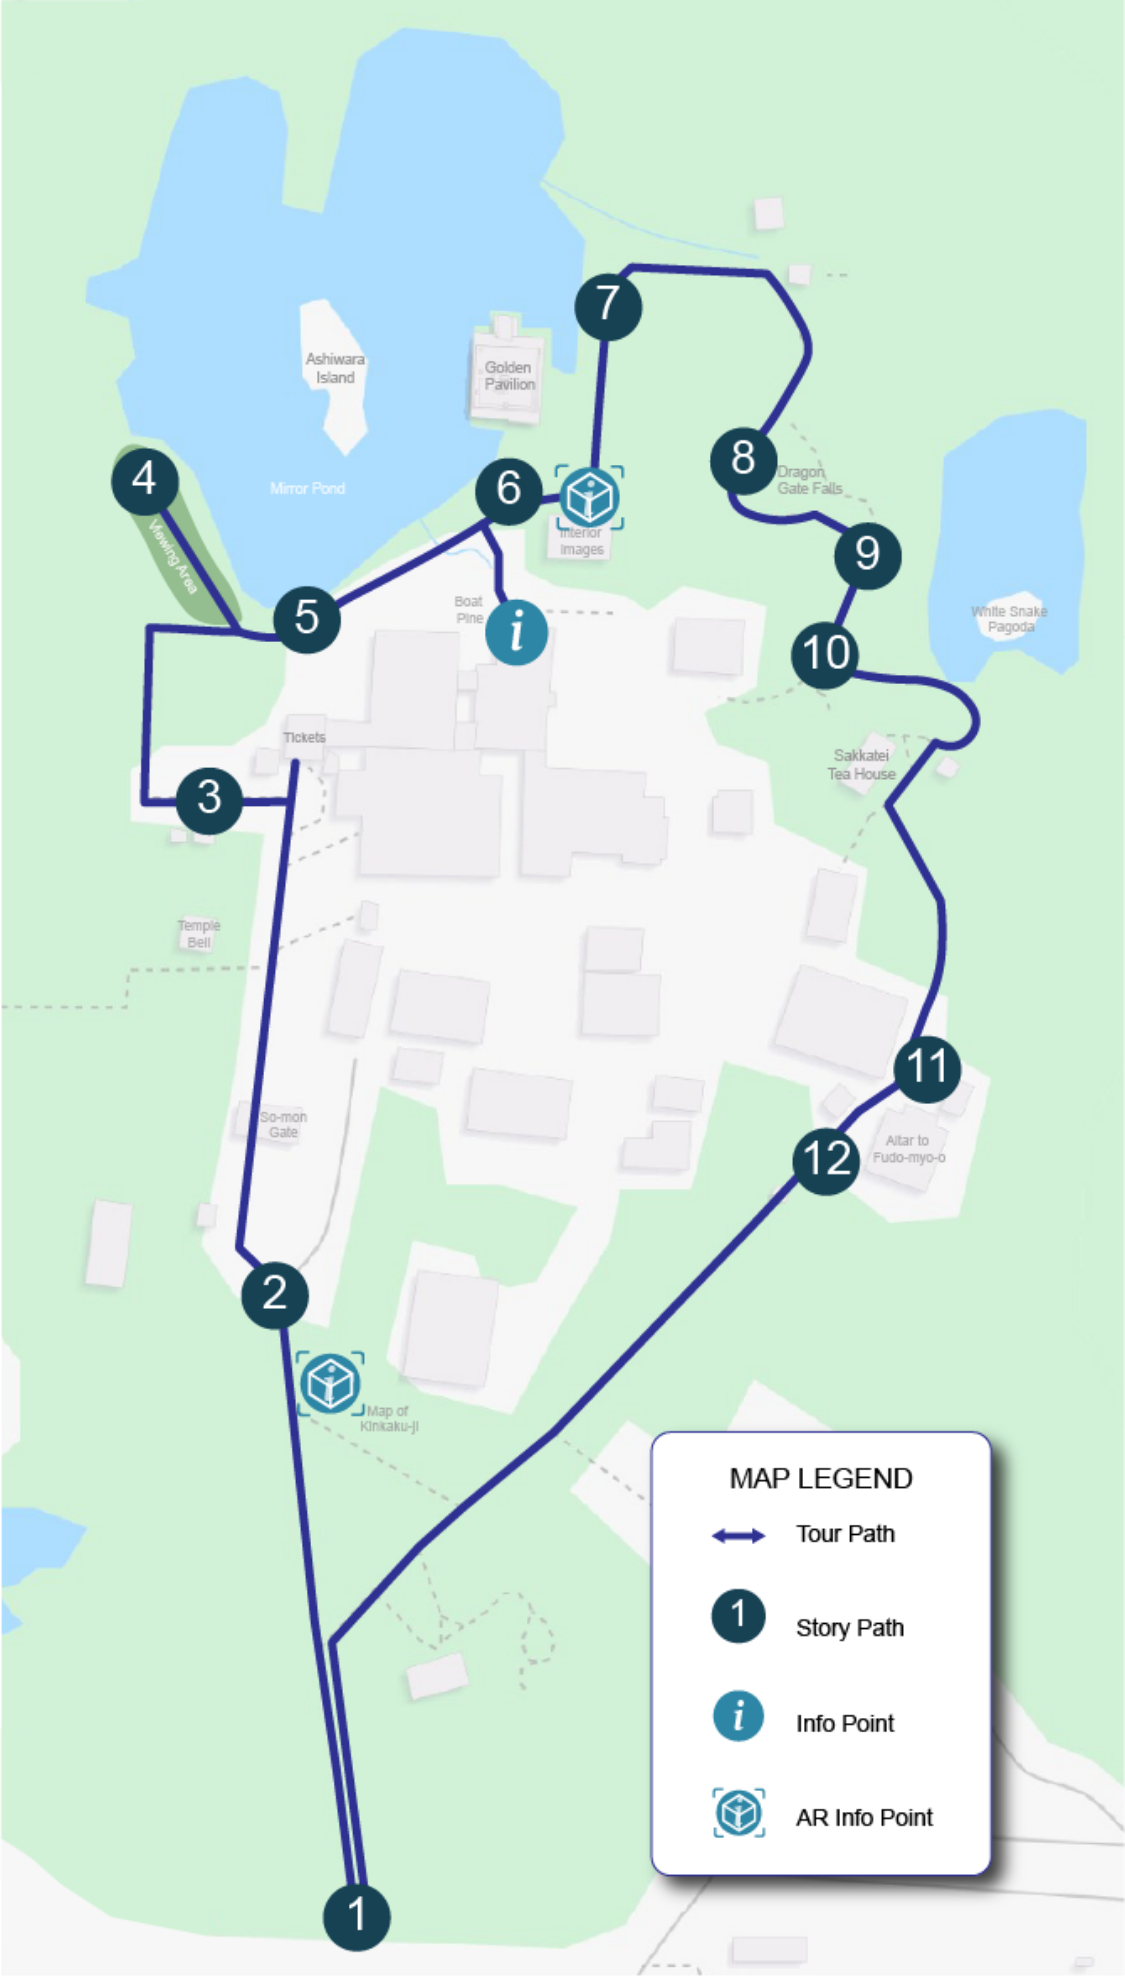 7
Ashiwara
Island
Golden
Pavilion
8
Dragon
Gate Falls
4
Mirror Pond
6
Interior
Images
Viewing Area
9
5
Boat
Pine
i
White Snake
Pagoda
10
Tickets
Sakkatei
Tea House
3
Temple
Bell
11
So-mon
Gate
Altar to
Fudo-myo-o
12
2
Map of
Kinkaku-ji
MAP LEGEND
Tour Path
1 Story Path
i Info Point
AR Info Point
1